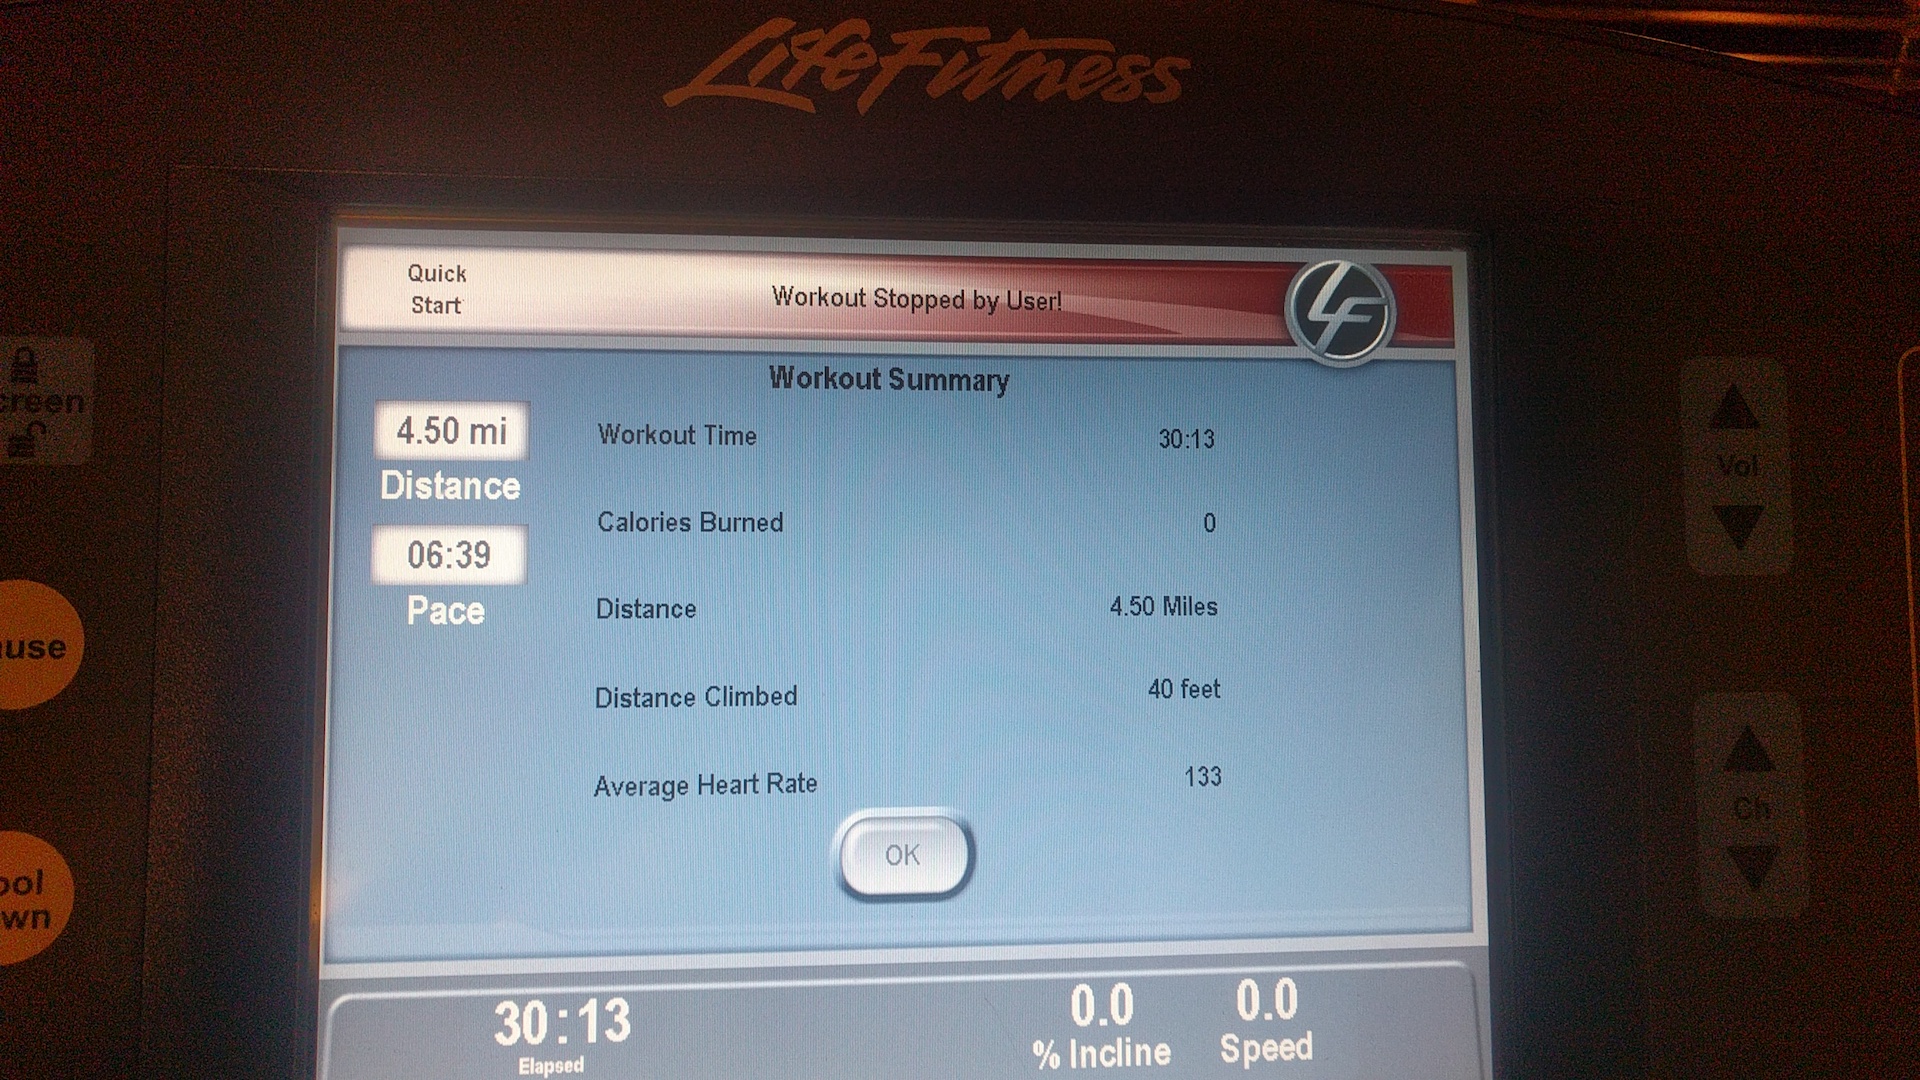 LifeFitness
Quick
Start
Workout Stopped by User!
LF
Workout Summary
4.50 mi
Distance
06:39
Pace
Workout Time 30:13
Calories Burned 0
Distance 4.50 Miles
Distance Climbed 40 feet
Average Heart Rate 133
OK
30:13
Elapsed
0.0
% Incline
0.0
Speed
creen
use
ool
wn
Vol
Ch